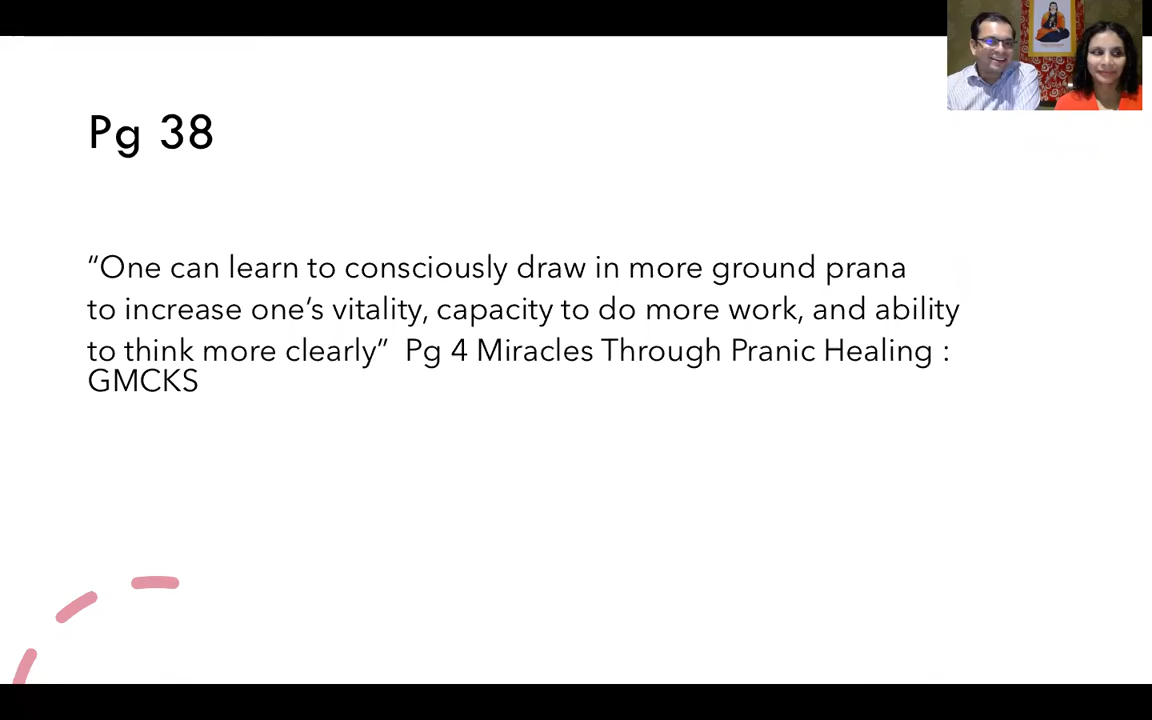 Pg 38
“One can learn to consciously draw in more ground prana
to increase one’s vitality, capacity to do more work, and ability
to think more clearly” Pg 4 Miracles Through Pranic Healing :
GMCKS